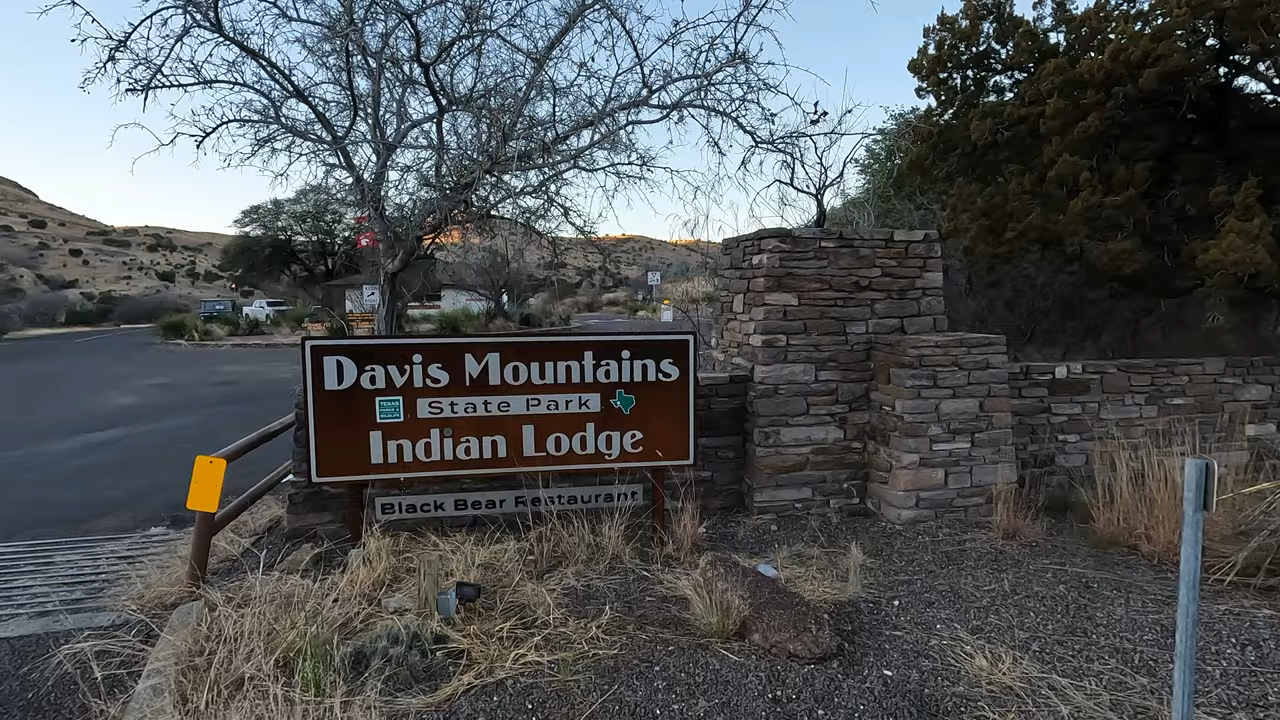 Davis Mountains
TEXAS
State Park
Indian Lodge
Black Bear Restaurant